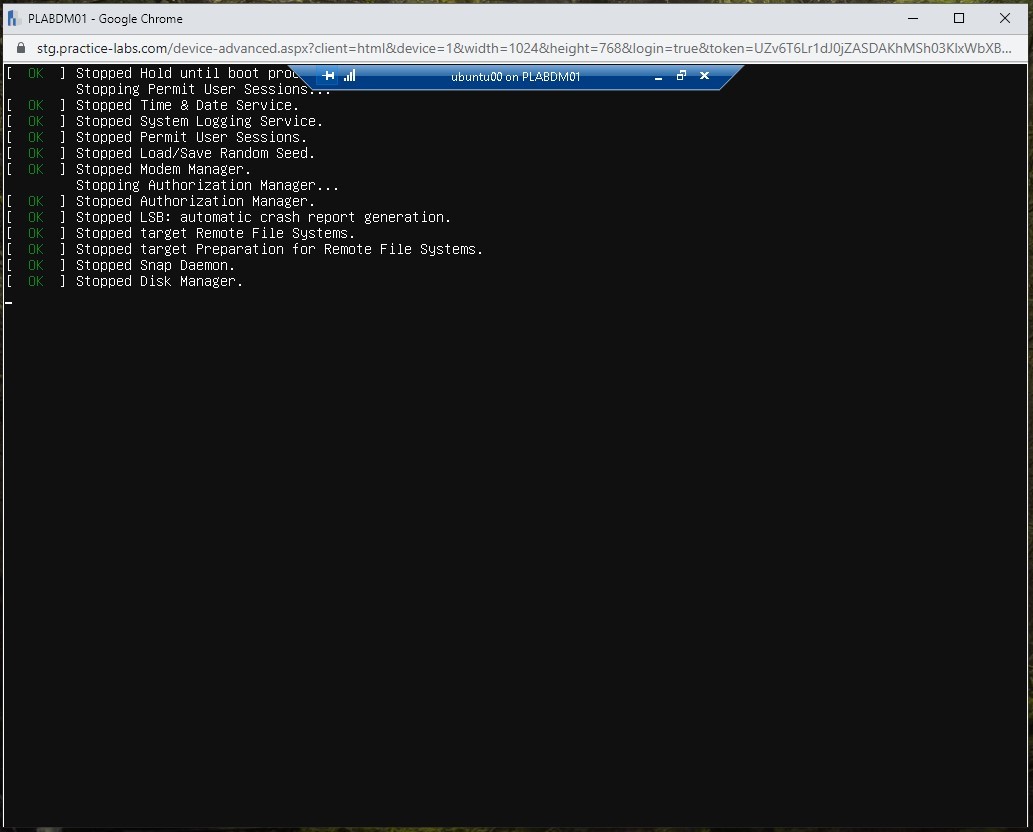 PLABDM01 - Google Chrome
stg.practice-labs.com/device-advanced.aspx?client=html&device=1&width=1024&height=768&login=true&token=UZv6T6Lr1dJ0jZASDAKhMSh03KlxWbXB...
ubuntu00 on PLABDM01
[ OK ] Stopped Hold until boot proc
Stopping Permit User Sessions...
[ OK ] Stopped Time & Date Service.
[ OK ] Stopped System Logging Service.
[ OK ] Stopped Permit User Sessions.
[ OK ] Stopped Load/Save Random Seed.
[ OK ] Stopped Modem Manager.
Stopping Authorization Manager...
[ OK ] Stopped Authorization Manager.
[ OK ] Stopped LSB: automatic crash report generation.
[ OK ] Stopped target Remote File Systems.
[ OK ] Stopped target Preparation for Remote File Systems.
[ OK ] Stopped Snap Daemon.
[ OK ] Stopped Disk Manager.